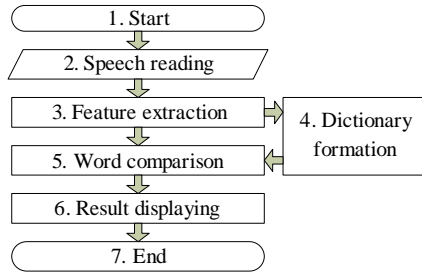 1. Start
2. Speech reading
3. Feature extraction
4. Dictionary
formation
5. Word comparison
6. Result displaying
7. End